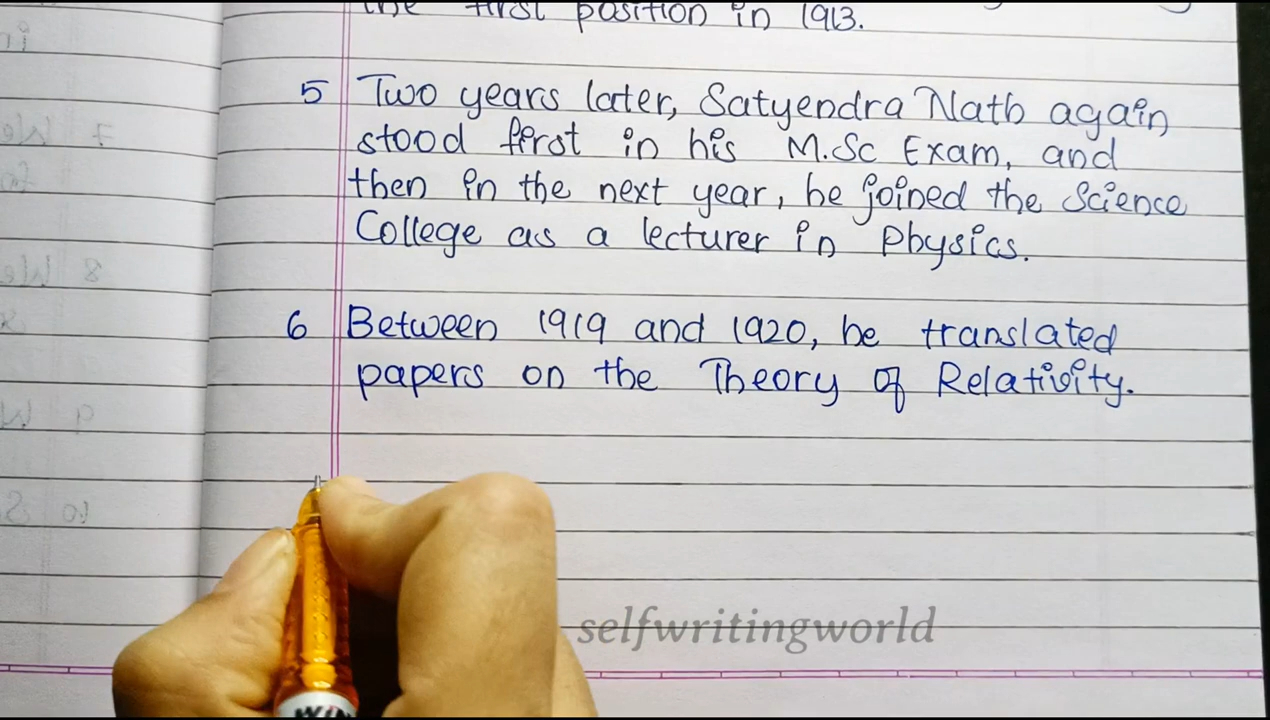 the first position in 1913.
5 Two years later, Satyendra Nath again
stood first in his M.Sc Exam, and
then in the next year, he joined the Science
College as a lecturer in Physics.
6 Between 1919 and 1920, he translated
papers on the Theory of Relativity.
selfwritingworld
WIN